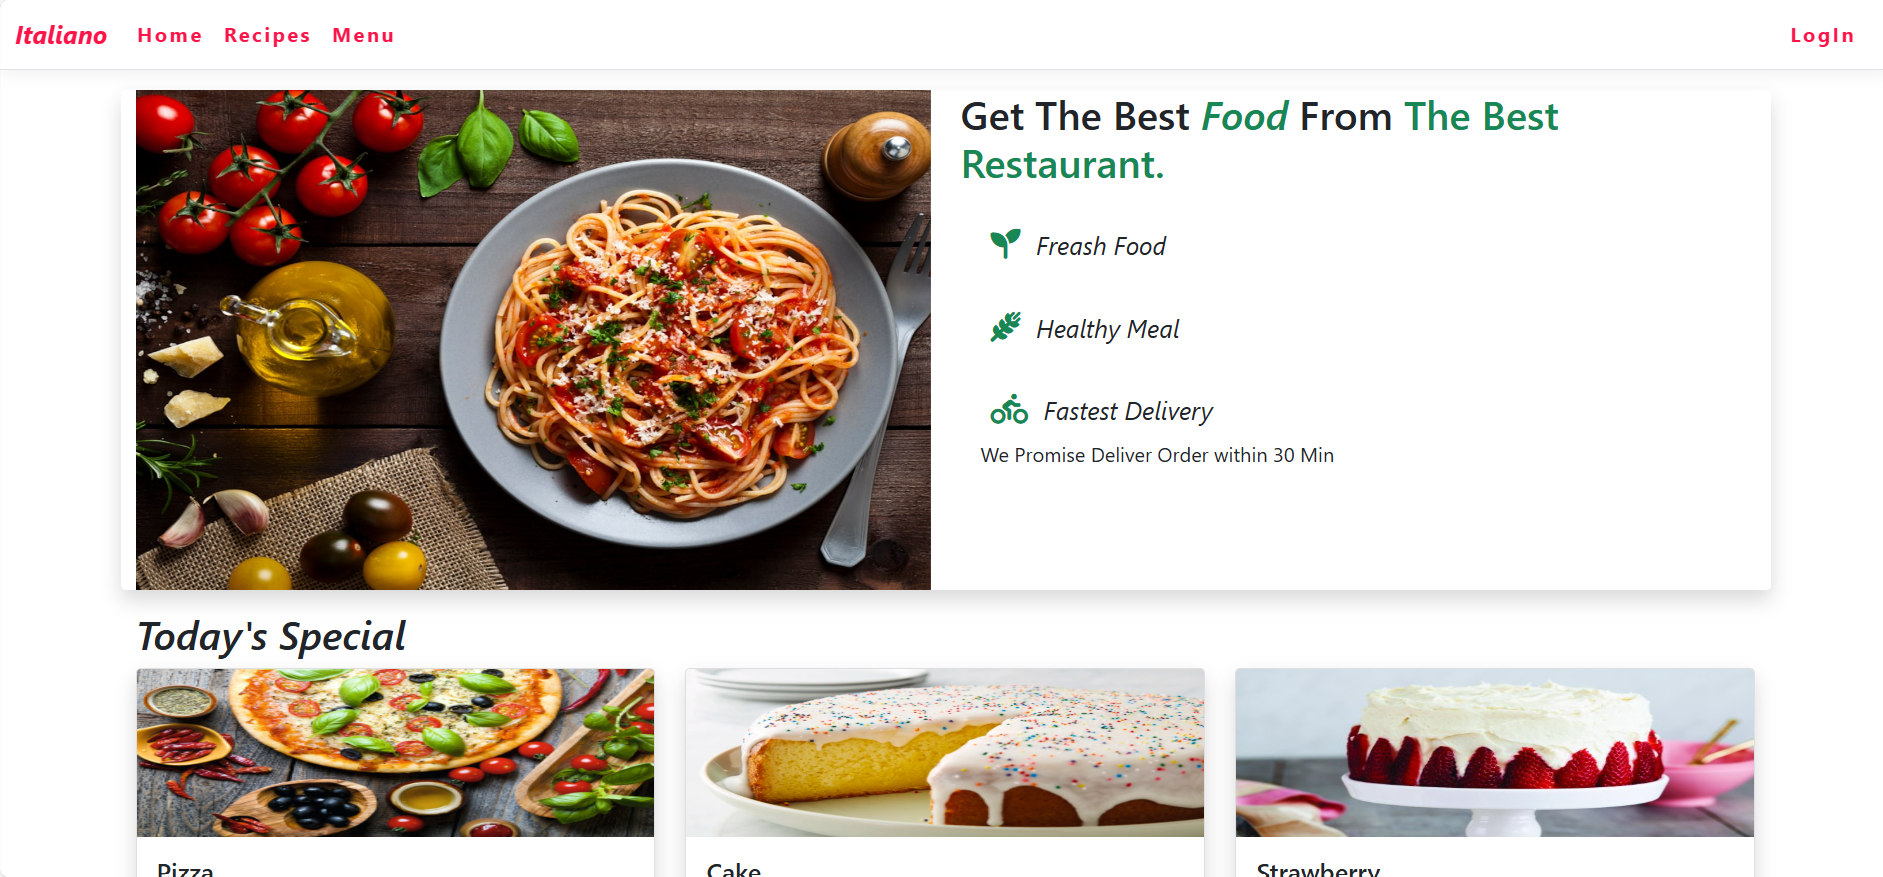 Italiano Home Recipes Menu LogIn
Get The Best Food From The Best
Restaurant.
Freash Food
Healthy Meal
Fastest Delivery
We Promise Deliver Order within 30 Min
Today's Special
Pizza Cake Strawberry